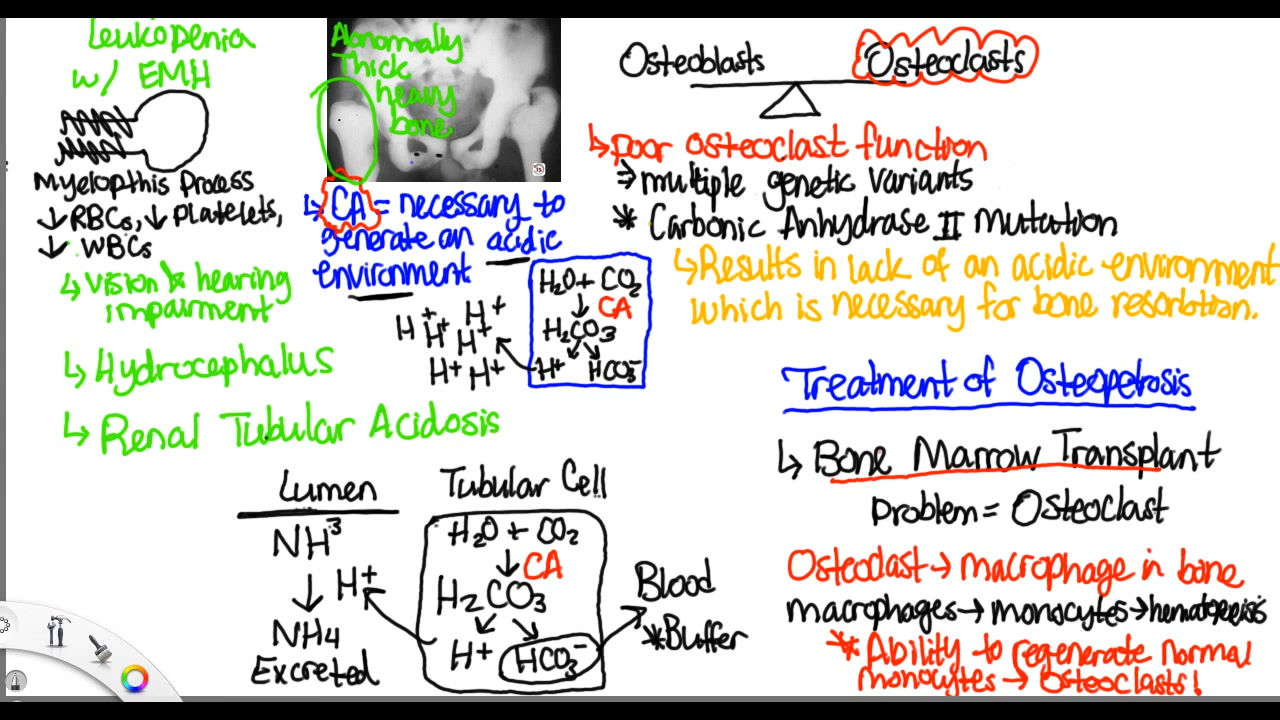 Leukopenia
w/ EMH
Myelopthis Process
↓RBCs, ↓Platelets,
↓ WBCs
↳ Vision & hearing
impairment
↳ Hydrocephalus
↳ Renal Tubular Acidosis
Abnormally
Thick
heavy
bone
↳ CA = necessary to
generate an acidic
environment
H+ H+ H+ H+ H+ H+
H2O + CO2
↓ CA
H2CO3
H+ HCO3-
Osteoblasts Osteoclasts
↳ Poor osteoclast function
⇒ multiple genetic variants
* Carbonic Anhydrase II Mutation
↳ Results in lack of an acidic environment
which is necessary for bone resorbtion.
Treatment of Osteopetrosis
↳ Bone Marrow Transplant
Problem = Osteoclast
Osteoclast → macrophage in bone
macrophages → monocytes → hematopoeisis
* Ability to regenerate normal
monocytes → osteoclasts!
Lumen
NH3
↓ H+
NH4
Excreted
Tubular Cell
H2O + CO2
↓ CA
H2CO3
H+ HCO3-
Blood
*Buffer